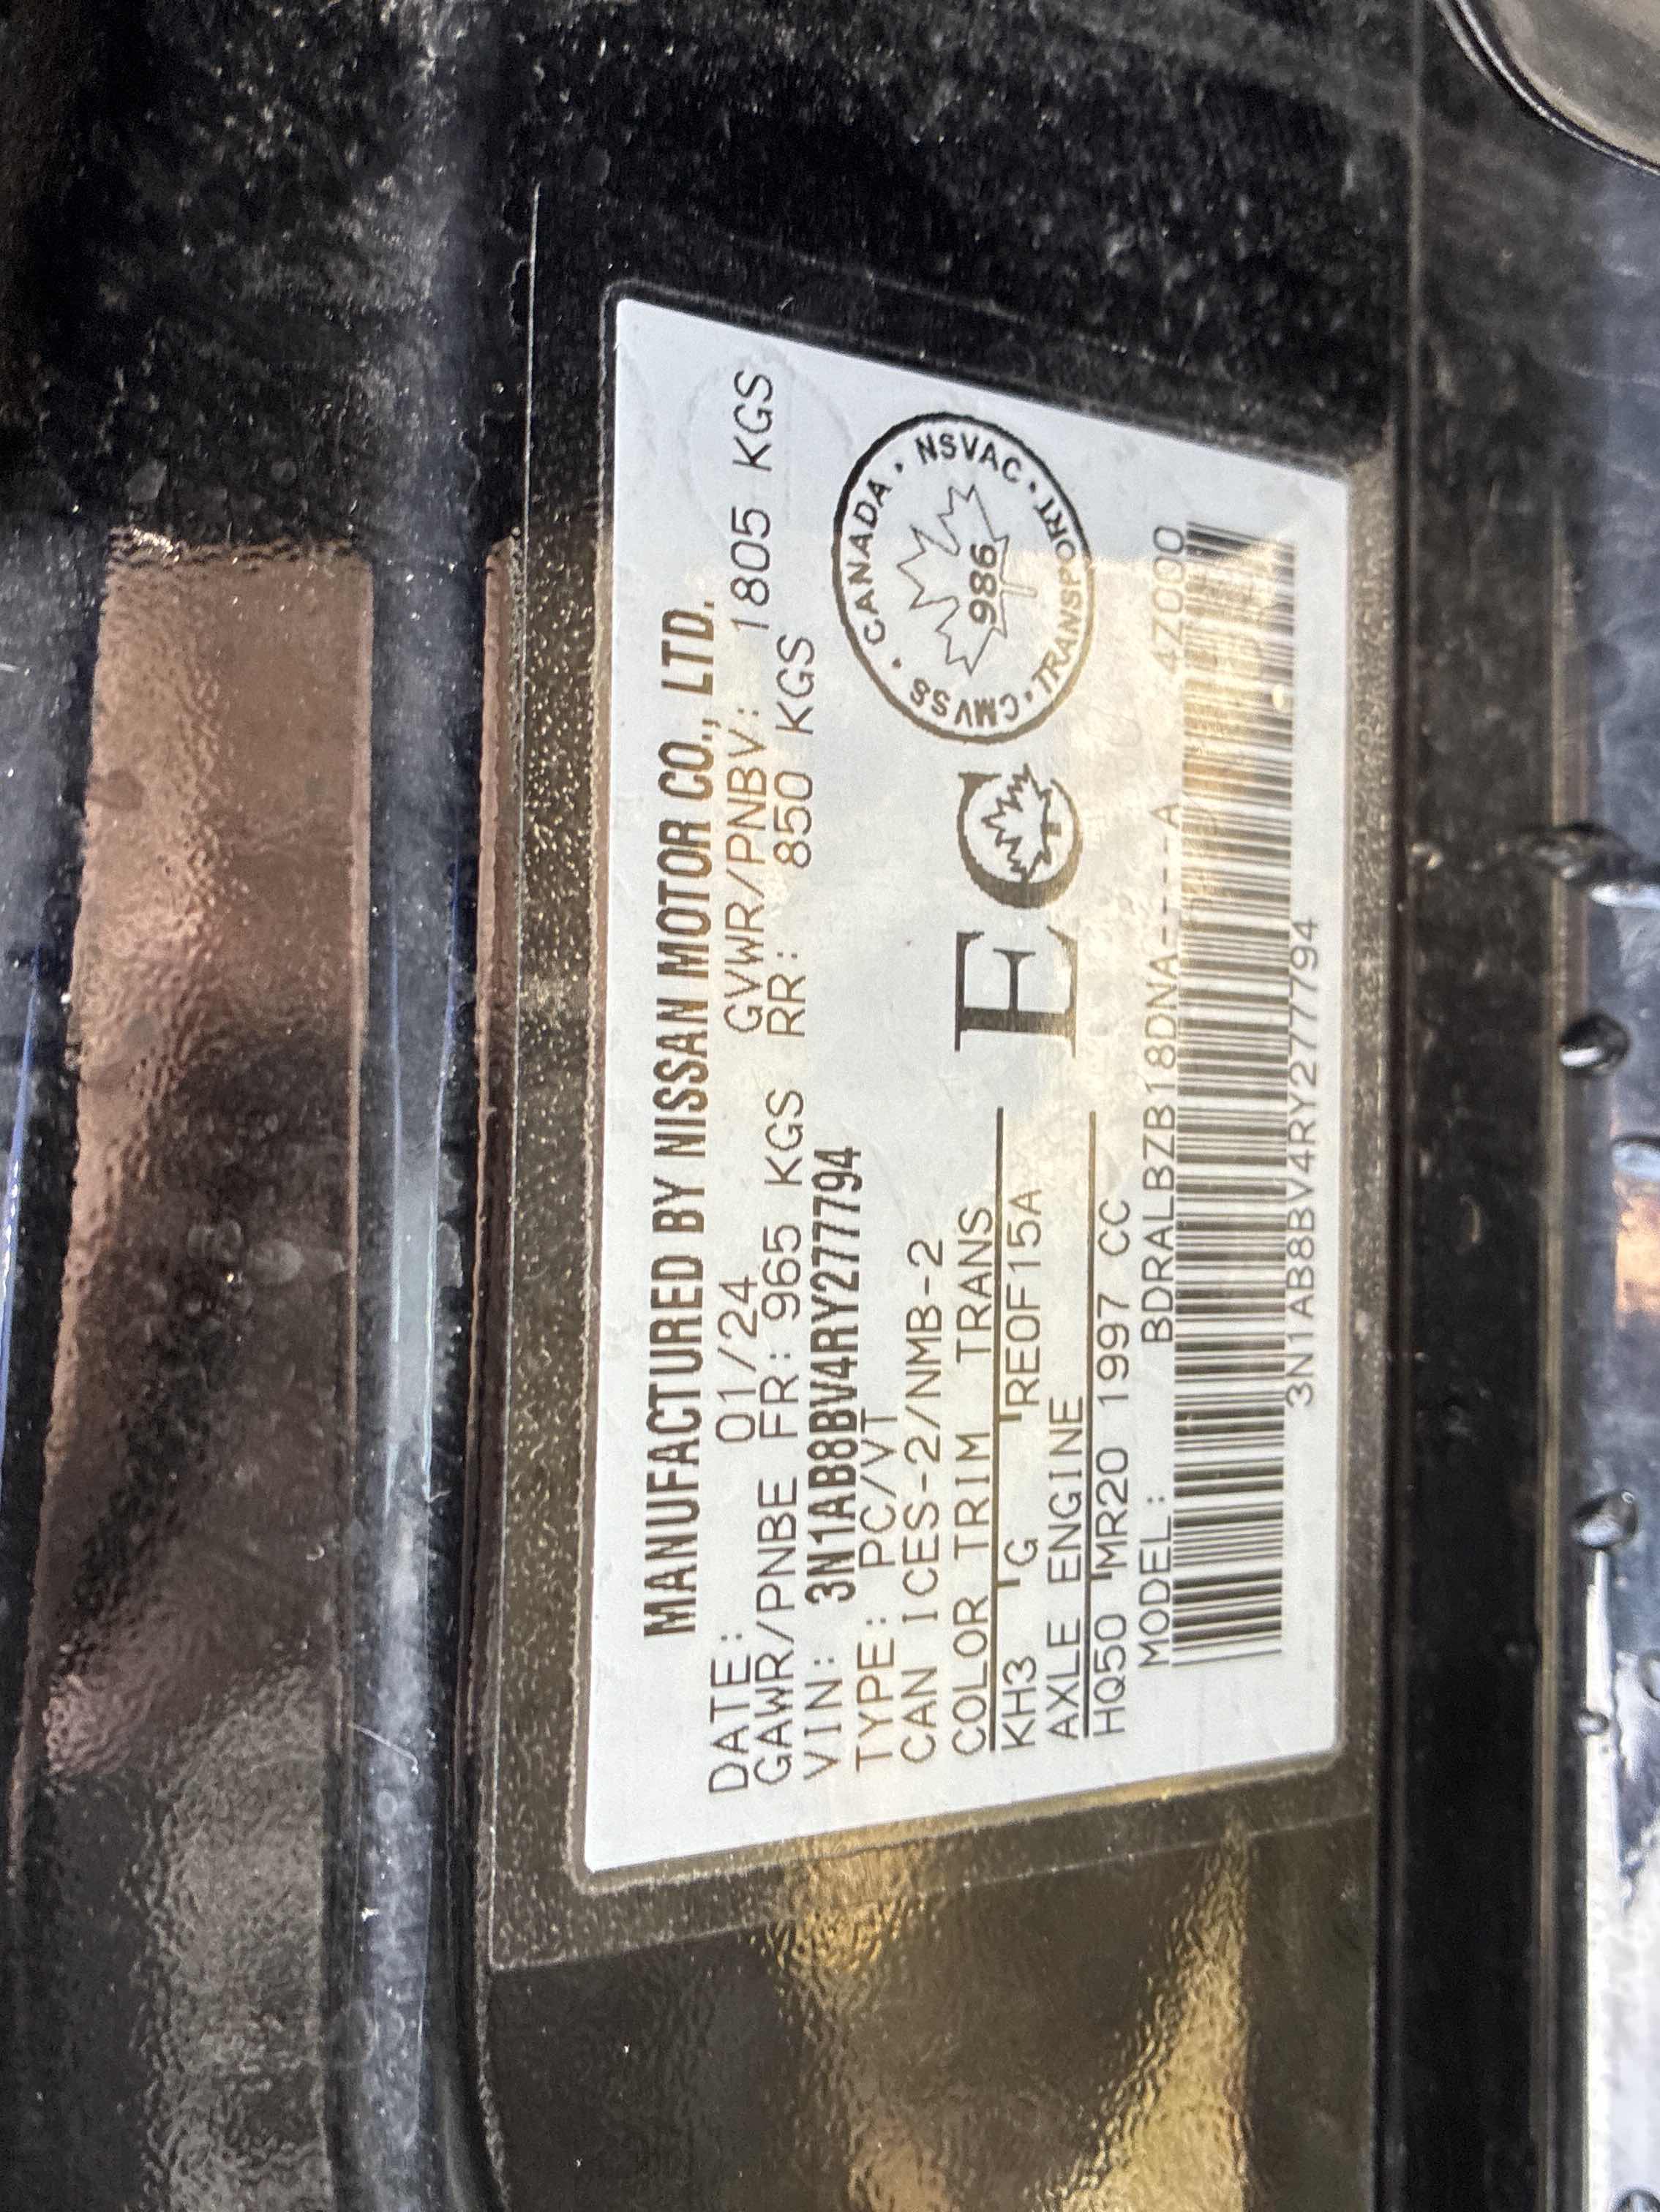 MANUFACTURED BY NISSAN MOTOR CO., LTD.
DATE: 01/24 GVWR/PNBV: 1805 KGS
GAWR/PNBE FR: 965 KGS RR: 850 KGS
VIN: 3N1AB8BV4RY277794
TYPE: PC/VT
CAN ICES-2/NMB-2
COLOR TRIM TRANS
KH3 G RE0F15A
AXLE ENGINE
HQ50 MR20 1997 CC
MODEL: BDRALBZB18DNA----A 4Z000
3N1AB8BV4RY277794
EC
CANADA • NSVAC • TRANSPORT • CMVSS •
986